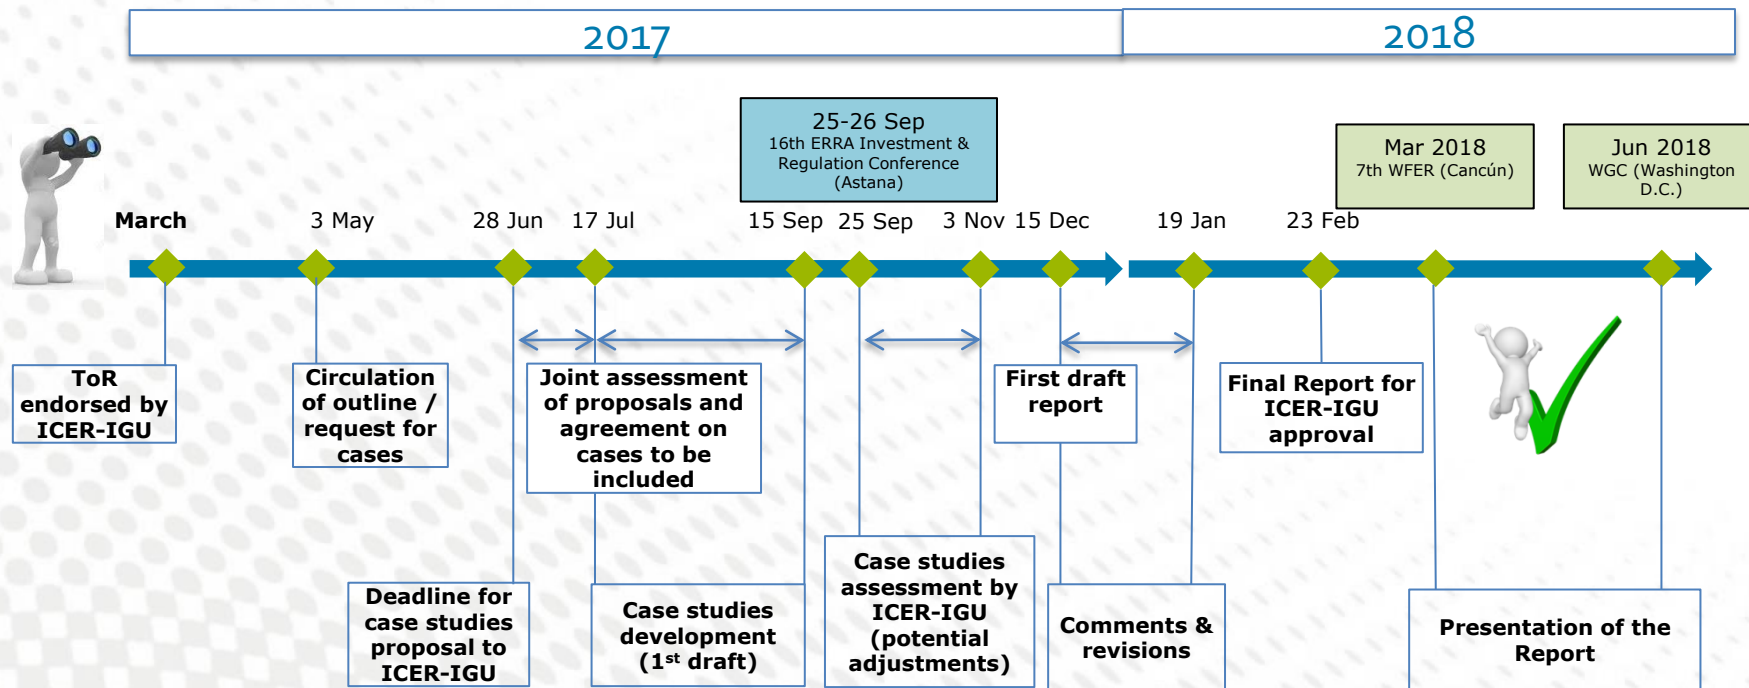 2017
2018
25-26 Sep
16th ERRA Investment &
Regulation Conference
(Astana)
Mar 2018
7th WFER (Cancún)
Jun 2018
WGC (Washington
D.C.)
March
3 May
28 Jun
17 Jul
15 Sep
25 Sep
3 Nov
15 Dec
19 Jan
23 Feb
ToR
endorsed by
ICER-IGU
Circulation
of outline /
request for
cases
Joint assessment
of proposals and
agreement on
cases to be
included
First draft
report
Final Report for
ICER-IGU
approval
Deadline for
case studies
proposal to
ICER-IGU
Case studies
development
(1st draft)
Case studies
assessment by
ICER-IGU
(potential
adjustments)
Comments &
revisions
Presentation of the
Report